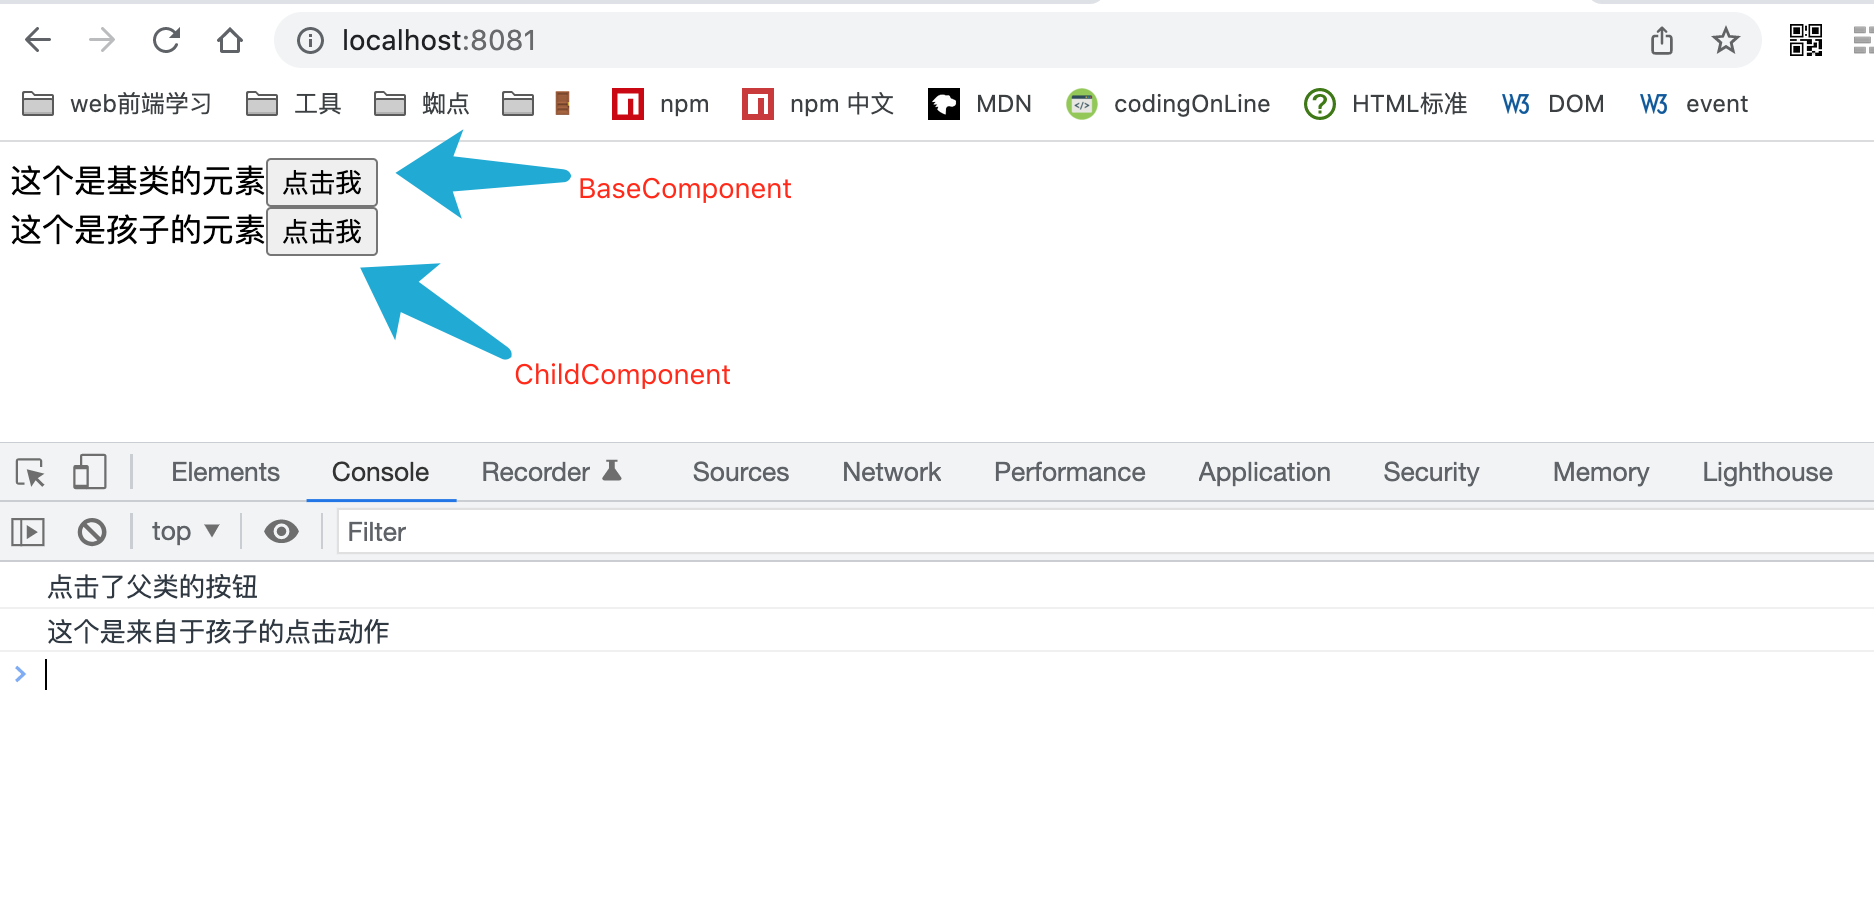 localhost:8081
web前端学习 工具 蜘点 npm npm 中文 MDN codingOnLine HTML标准 W3 DOM W3 event
这个是基类的元素 点击我
BaseComponent
这个是孩子的元素 点击我
ChildComponent
Elements Console Recorder Sources Network Performance Application Security Memory Lighthouse
top Filter
点击了父类的按钮
这个是来自于孩子的点击动作